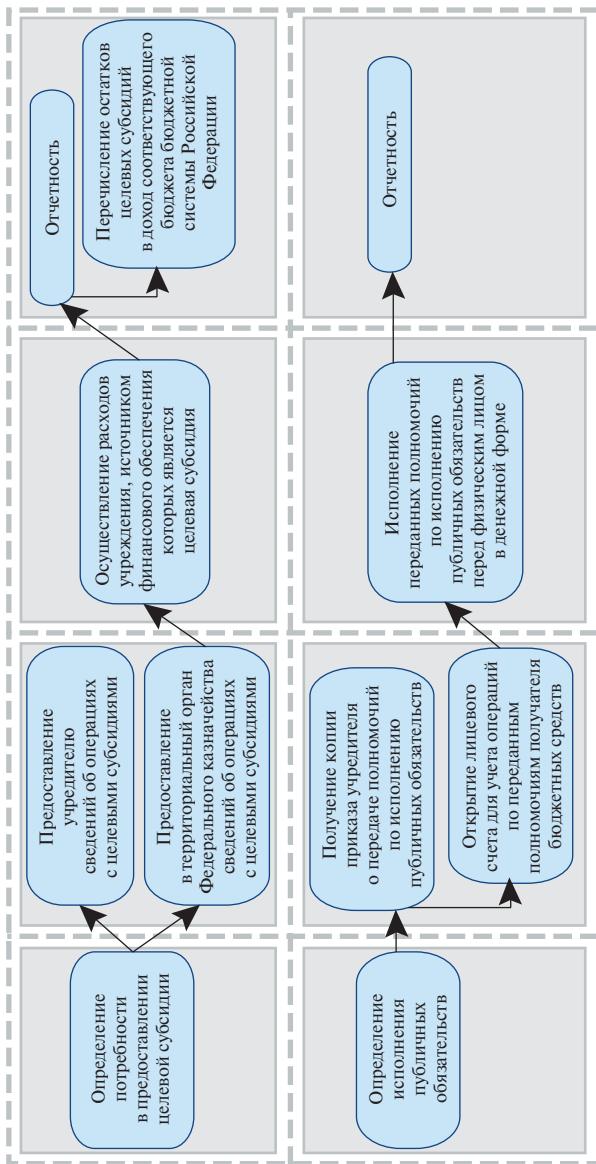 Определение
потребности
в предоставлении
целевой субсидии
Предоставление
учредителю
сведений об операциях
с целевыми субсидиями
Предоставление
в территориальный орган
Федерального казначейства
сведений об операциях
с целевыми субсидиями
Осуществление расходов
учреждения, источником
финансового обеспечения
которых является
целевая субсидия
Отчетность
Перечисление остатков
целевых субсидий
в доход соответствующего
бюджета бюджетной
системы Российской
Федерации
Определение
исполнения
публичных
обязательств
Получение копии
приказа учредителя
о передаче полномочий
по исполнению
публичных обязательств
Открытие лицевого
счета для учета операций
по переданным
полномочиям получателя
бюджетных средств
Исполнение
переданных полномочий
по исполнению
публичных обязательств
перед физическим лицом
в денежной форме
Отчетность